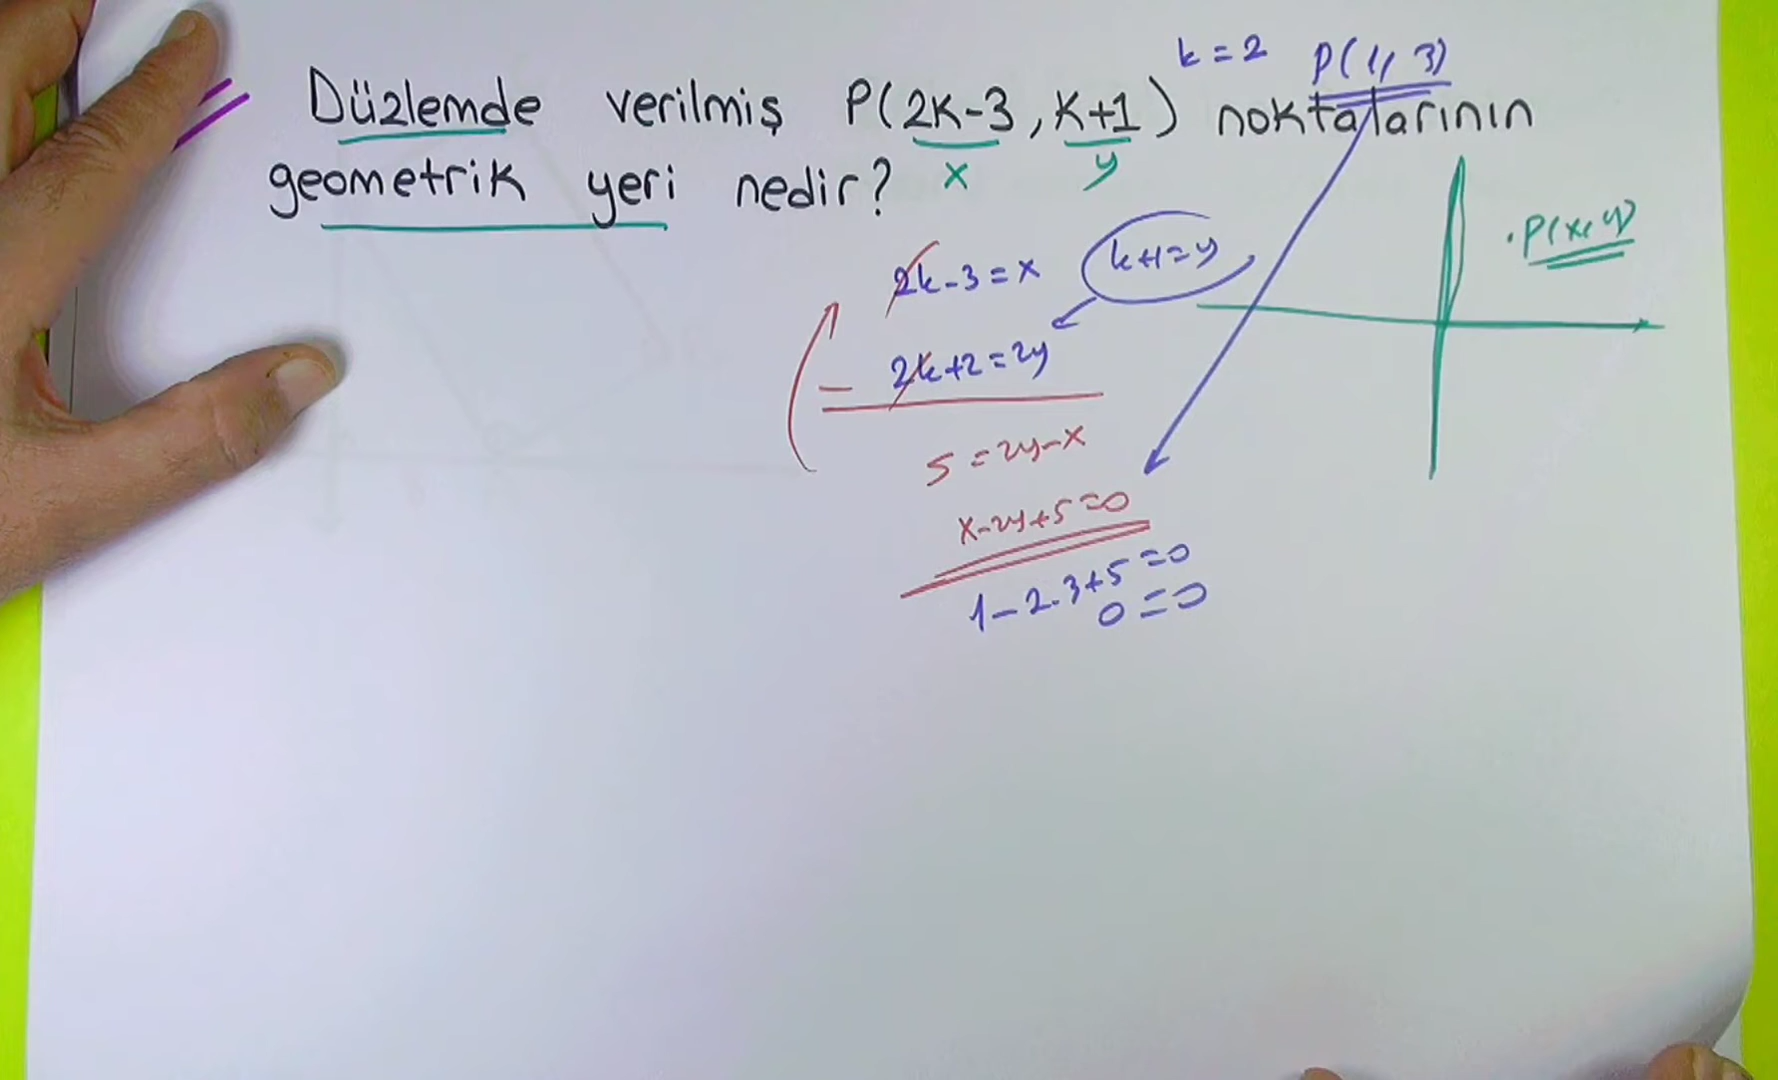 k=2 P(1, 3)
Düzlemde verilmiş P(2K-3, K+1) noktalarının
x y
geometrik yeri nedir?
.P(x, y)
2k-3=x k+1=y
- 2k+2=2y
5=2y-x
x-2y+5=0
1-2.3+5=0
0=0